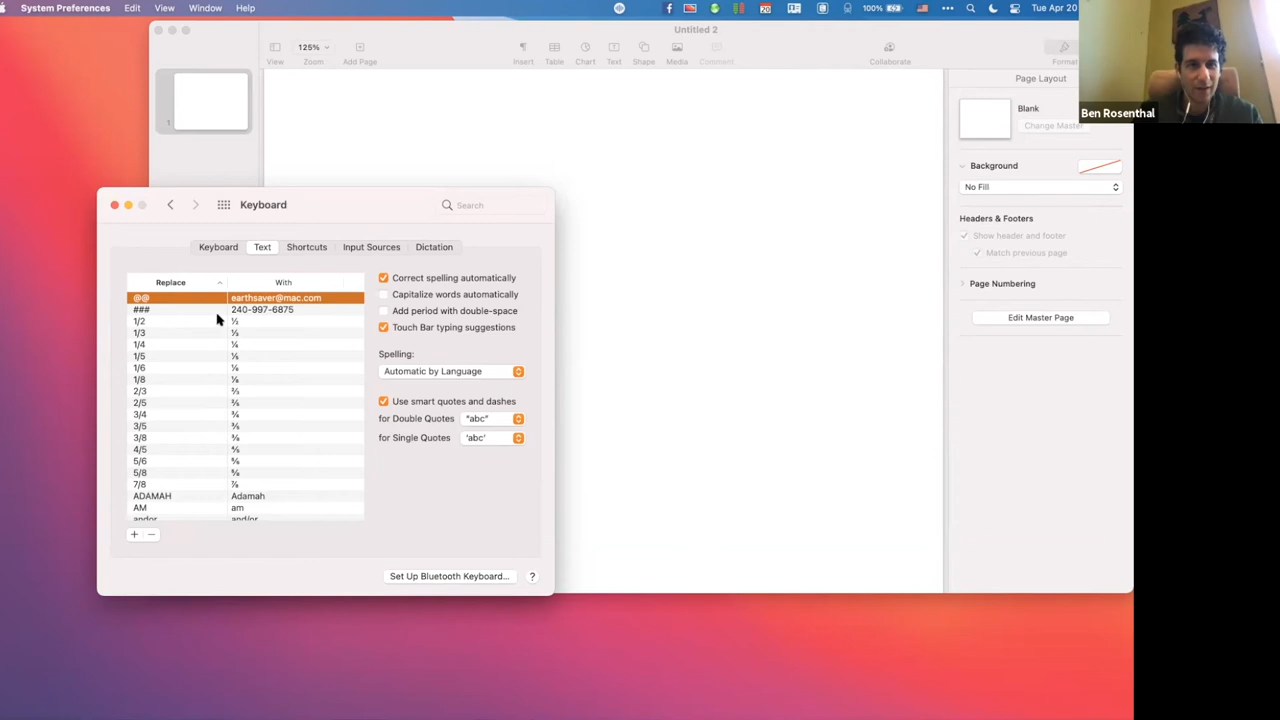 System Preferences Edit View Window Help 100% Tue Apr 20
Untitled 2
125%
View Zoom Add Page Insert Table Chart Text Shape Media Comment Collaborate Format
Page Layout
Ben Rosenthal
1
Blank
Change Master
Background
No Fill
Headers & Footers
Show header and footer
Match previous page
Page Numbering
Edit Master Page
Keyboard
Search
Keyboard Text Shortcuts Input Sources Dictation
Replace With
@@ earthsaver@mac.com
### 240-997-6875
1/2 ½
1/3 ⅓
1/4 ¼
1/5 ⅕
1/6 ⅙
1/8 ⅛
2/3 ⅔
2/5 ⅖
3/4 ¾
3/5 ⅗
3/8 ⅜
4/5 ⅘
5/6 ⅚
5/8 ⅝
7/8 ⅞
ADAMAH Adamah
AM am
andor and/or
Correct spelling automatically
Capitalize words automatically
Add period with double-space
Touch Bar typing suggestions
Spelling:
Automatic by Language
Use smart quotes and dashes
for Double Quotes “abc”
for Single Quotes ‘abc’
+ −
Set Up Bluetooth Keyboard... ?